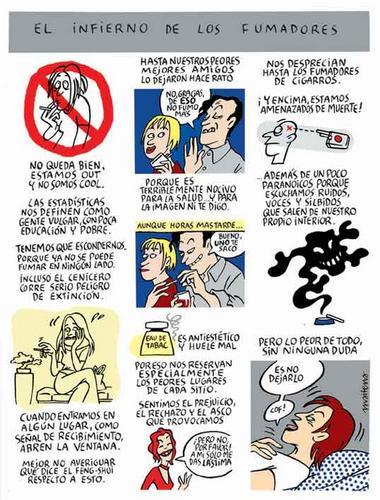 EL INFIERNO DE LOS FUMADORES
NO QUEDA BIEN,
ESTAMOS OUT
Y NO SOMOS COOL.
LAS ESTADÍSTICAS
NOS DEFINEN COMO
GENTE VULGAR, CON POCA
EDUCACIÓN Y POBRE.
TENEMOS QUE ESCONDERNOS,
PORQUE YA NO SE PUEDE
FUMAR EN NINGÚN LADO.
INCLUSO EL CENICERO
CORRE SERIO PELIGRO
DE EXTINCIÓN.
CUANDO ENTRAMOS EN
ALGÚN LUGAR, COMO
SEÑAL DE RECIBIMIENTO,
ABREN LA VENTANA.
MEJOR NO AVERIGUAR
QUE DICE EL FENG-SHUI
RESPECTO A ESTO.
HASTA NUESTROS PEORES
MEJORES AMIGOS
LO DEJARON HACE RATO
NO, GRACIAS,
DE ESO
NO FUMO
MÁS
PORQUE ES
TERRIBLEMENTE NOCIVO
PARA LA SALUD... Y PARA
LA IMAGEN NI TE DIGO.
AUNQUE HORAS MASTARDE...
BUENO,
UNO TE
SACO
EAU DE
TABAC
ES ANTIESTÉTICO
Y HUELE MAL
POR ESO NOS RESERVAN
ESPECIALMENTE
LOS PEORES LUGARES
DE CADA SITIO.
SENTIMOS EL PREJUICIO,
EL RECHAZO Y EL ASCO
QUE PROVOCAMOS
¡PERO NO,
POR FAVOR!
A MI SOLO ME
DAS LÁSTIMA
NOS DESPRECIAN
HASTA LOS FUMADORES
DE CIGARROS.
¡Y ENCIMA, ESTAMOS
AMENAZADOS DE MUERTE!
...ADEMÁS DE UN POCO
PARANOICOS PORQUE
ESCUCHAMOS RUIDOS,
VOCES Y SILBIDOS
QUE SALEN DE NUESTRO
PROPIO INTERIOR.
PERO LO PEOR DE TODO,
SIN NINGUNA DUDA
ES NO
DEJARLO
COF!
maitena